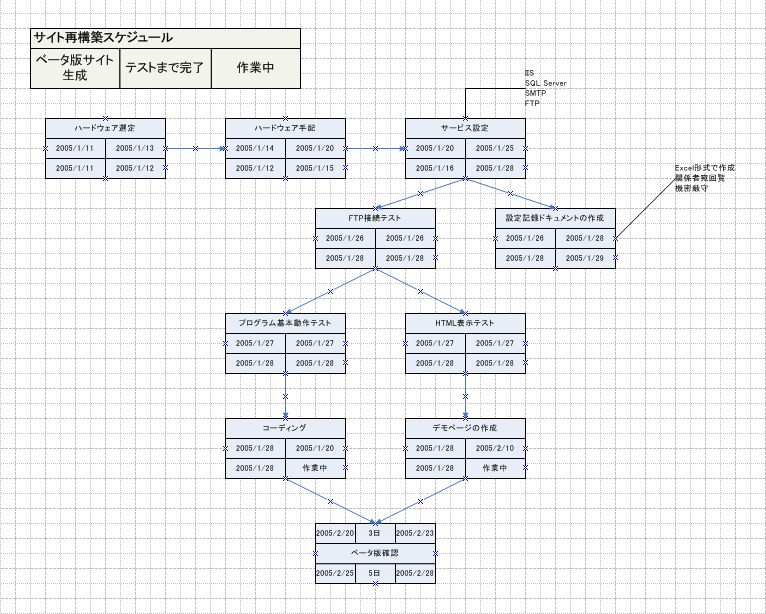 サイト再構築スケジュール
ベータ版サイト
生成
テストまで完了
作業中
IIS
SQL Server
SMTP
FTP
ハードウェア選定
2005/1/11 2005/1/13
2005/1/11 2005/1/12
ハードウェア手配
2005/1/14 2005/1/20
2005/1/12 2005/1/15
サービス設定
2005/1/20 2005/1/25
2005/1/16 2005/1/28
Excel形式で作成
関係者宛回覧
機密厳守
FTP接続テスト
2005/1/26 2005/1/26
2005/1/28 2005/1/28
設定記録ドキュメントの作成
2005/1/26 2005/1/28
2005/1/28 2005/1/29
プログラム基本動作テスト
2005/1/27 2005/1/27
2005/1/28 2005/1/28
HTML表示テスト
2005/1/27 2005/1/27
2005/1/28 2005/1/28
コーディング
2005/1/28 2005/1/20
2005/1/28 作業中
デモページの作成
2005/1/28 2005/2/10
2005/1/28 作業中
2005/2/20 3日 2005/2/23
ベータ版確認
2005/2/25 5日 2005/2/28